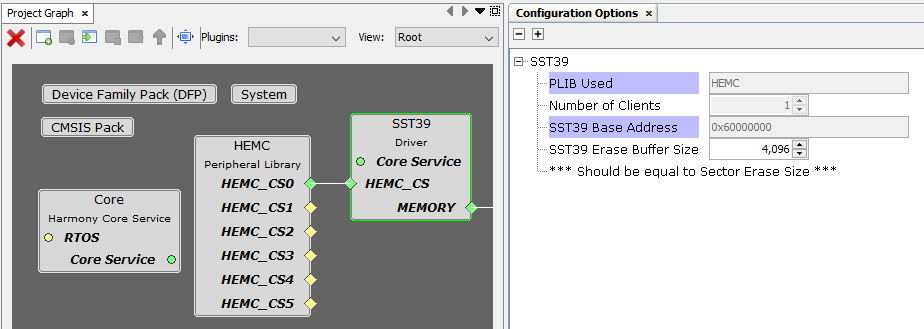 Project Graph ×
Plugins:
View: Root
Device Family Pack (DFP)
System
CMSIS Pack
Core
Harmony Core Service
RTOS
Core Service
HEMC
Peripheral Library
HEMC_CS0
HEMC_CS1
HEMC_CS2
HEMC_CS3
HEMC_CS4
HEMC_CS5
SST39
Driver
Core Service
HEMC_CS
MEMORY
Configuration Options ×
SST39
PLIB Used HEMC
Number of Clients 1
SST39 Base Address 0x60000000
SST39 Erase Buffer Size 4,096
*** Should be equal to Sector Erase Size ***